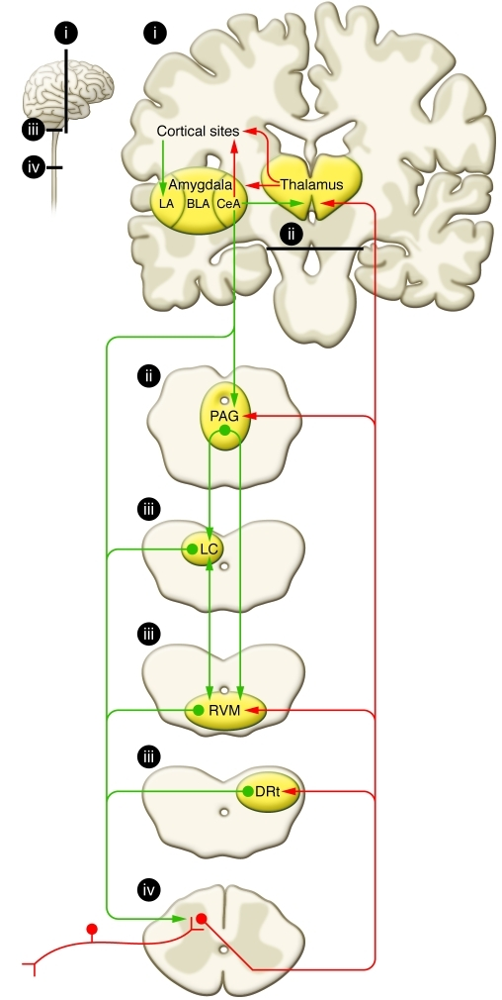 i
i
iii
iv
Cortical sites
Amygdala
Thalamus
LA
BLA
CeA
ii
ii
PAG
iii
LC
iii
RVM
iii
DRt
iv